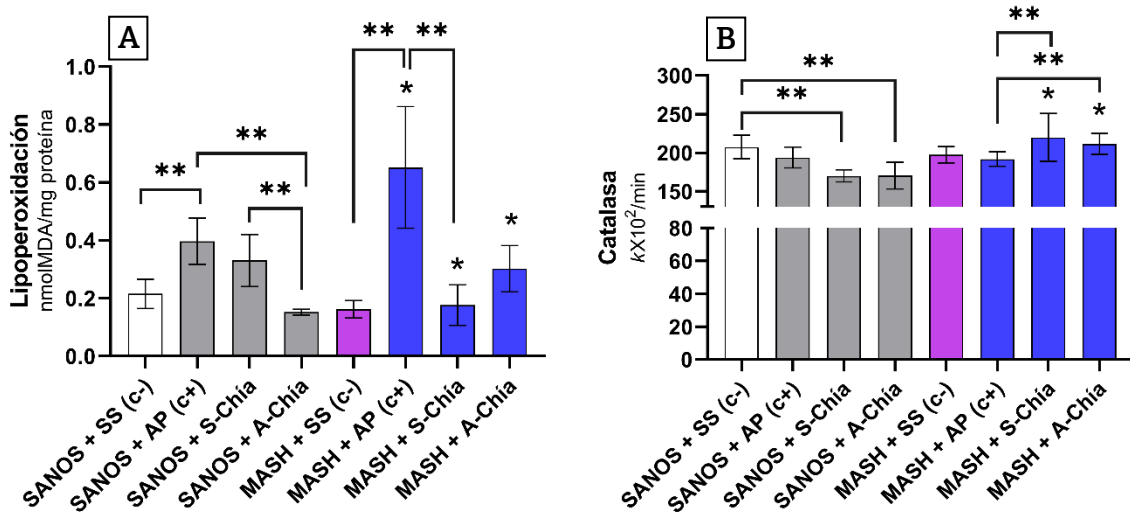 A
Lipoperoxidación
nmolMDA/mg proteína
1.0
0.8
0.6
0.4
0.2
0.0
**
**
**
**
**
*
*
*
SANOS + SS (c-)
SANOS + AP (c+)
SANOS + S-Chía
SANOS + A-Chía
MASH + SS (c-)
MASH + AP (c+)
MASH + S-Chía
MASH + A-Chía
B
Catalasa
kX10²/min
300
250
200
150
80
60
40
20
0
**
**
**
**
*
*
SANOS + SS (c-)
SANOS + AP (c+)
SANOS + S-Chía
SANOS + A-Chía
MASH + SS (c-)
MASH + AP (c+)
MASH + S-Chía
MASH + A-Chía